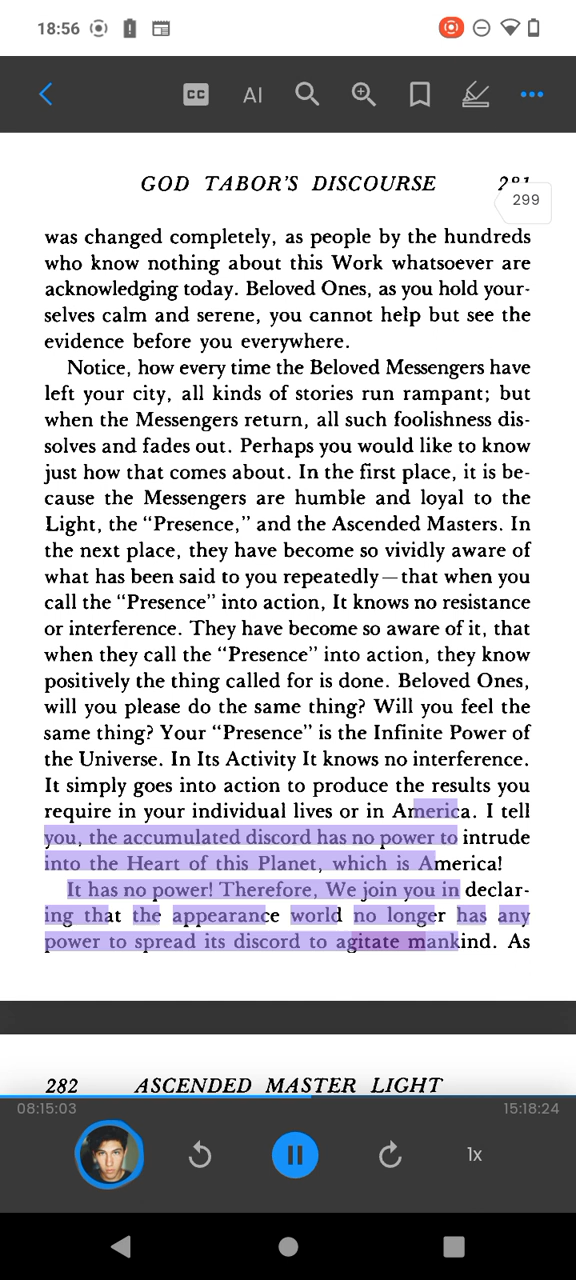 18:56
CC AI
GOD TABOR'S DISCOURSE 281
299
was changed completely, as people by the hundreds
who know nothing about this Work whatsoever are
acknowledging today. Beloved Ones, as you hold your-
selves calm and serene, you cannot help but see the
evidence before you everywhere.
Notice, how every time the Beloved Messengers have
left your city, all kinds of stories run rampant; but
when the Messengers return, all such foolishness dis-
solves and fades out. Perhaps you would like to know
just how that comes about. In the first place, it is be-
cause the Messengers are humble and loyal to the
Light, the “Presence,” and the Ascended Masters. In
the next place, they have become so vividly aware of
what has been said to you repeatedly—that when you
call the “Presence” into action, It knows no resistance
or interference. They have become so aware of it, that
when they call the “Presence” into action, they know
positively the thing called for is done. Beloved Ones,
will you please do the same thing? Will you feel the
same thing? Your “Presence” is the Infinite Power of
the Universe. In Its Activity It knows no interference.
It simply goes into action to produce the results you
require in your individual lives or in America. I tell
you, the accumulated discord has no power to intrude
into the Heart of this Planet, which is America!
It has no power! Therefore, We join you in declar-
ing that the appearance world no longer has any
power to spread its discord to agitate mankind. As
282 ASCENDED MASTER LIGHT
08:15:03 15:18:24
1x